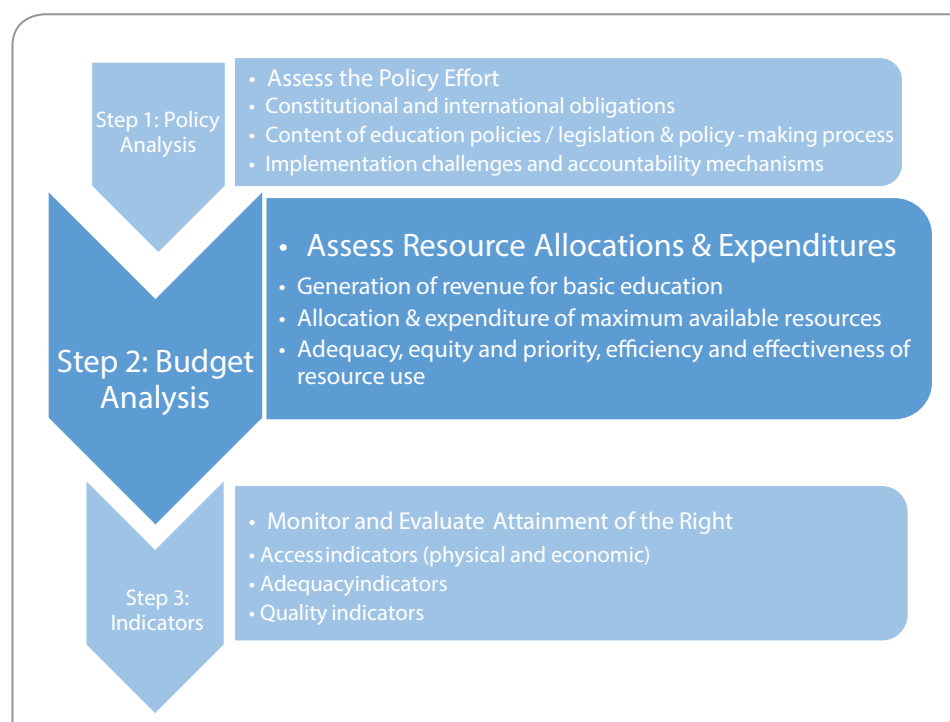 Step 1: Policy
Analysis
• Assess the Policy Effort
• Constitutional and international obligations
• Content of education policies / legislation & policy-making process
• Implementation challenges and accountability mechanisms
Step 2: Budget
Analysis
• Assess Resource Allocations & Expenditures
• Generation of revenue for basic education
• Allocation & expenditure of maximum available resources
• Adequacy, equity and priority, efficiency and effectiveness of
resource use
Step 3:
Indicators
• Monitor and Evaluate Attainment of the Right
• Accessindicators (physical and economic)
• Adequacyindicators
• Quality indicators